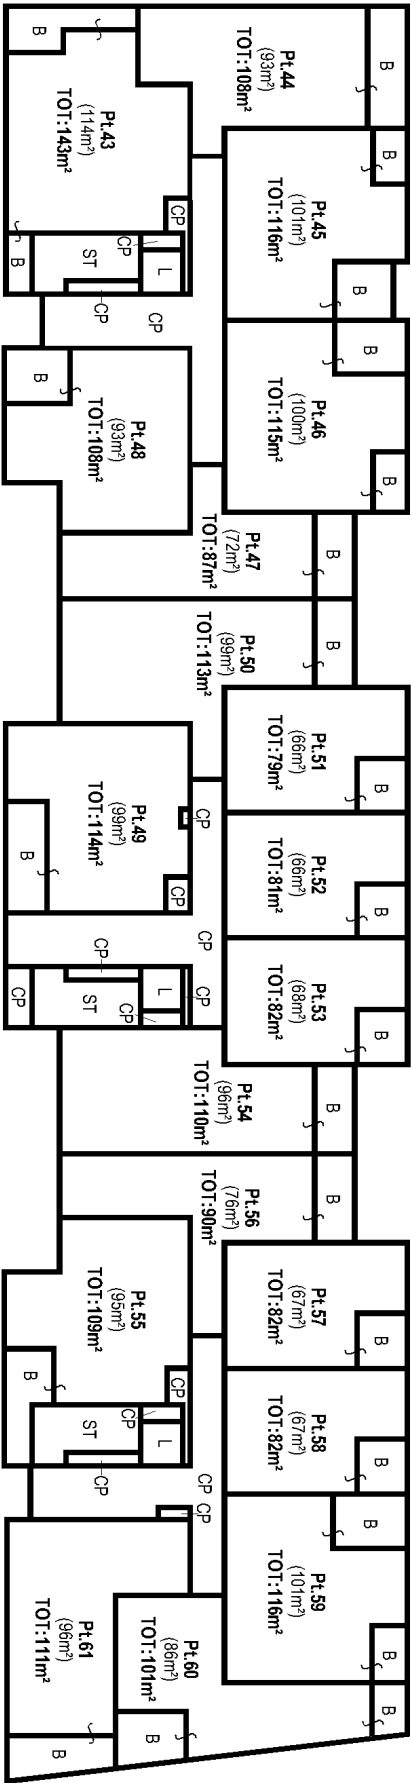 B
B
Pt.44
(93m²)
TOT:108m²
Pt.43
(114m²)
TOT:143m²
B
Pt.45
(101m²)
TOT:116m²
CP
CP
ST
L
B
CP
CP
B
B
Pt.46
(100m²)
TOT:115m²
B
Pt.48
(93m²)
TOT:108m²
B
B
Pt.47
(72m²)
TOT:87m²
B
Pt.50
(99m²)
TOT:113m²
Pt.51
(66m²)
TOT:79m²
B
Pt.49
(99m²)
TOT:114m²
B
CP
CP
Pt.52
(66m²)
TOT:81m²
B
CP
CP
Pt.53
(68m²)
TOT:82m²
B
L
CP
ST
CP
CP
B
Pt.54
(96m²)
TOT:110m²
B
Pt.56
(76m²)
TOT:90m²
Pt.57
(67m²)
TOT:82m²
B
Pt.55
(95m²)
TOT:109m²
B
CP
Pt.58
(67m²)
TOT:82m²
B
CP
ST
L
CP
CP
CP
B
Pt.59
(101m²)
TOT:116m²
B
B
Pt.60
(86m²)
TOT:101m²
B
Pt.61
(96m²)
TOT:111m²
B